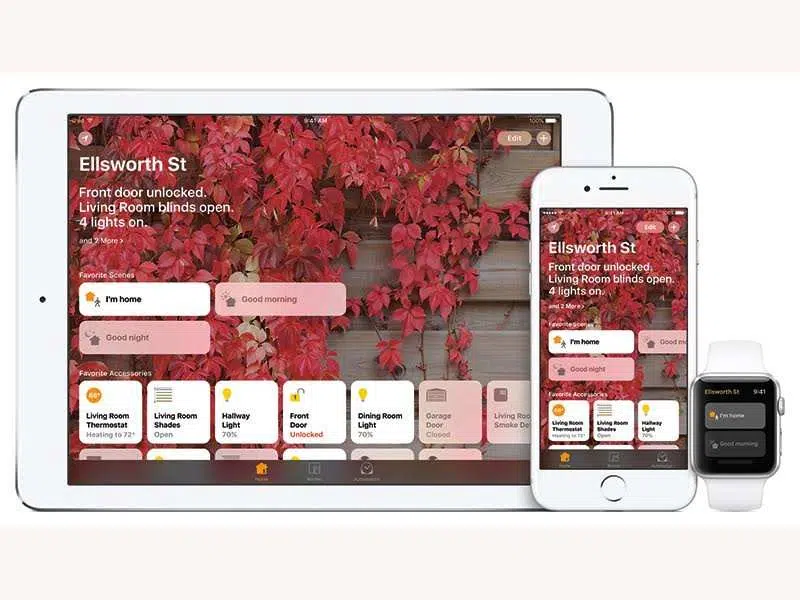 9:41 AM
100%
Edit
Ellsworth St
Front door unlocked.
Living Room blinds open.
4 lights on.
and 2 More >
Favorite Scenes
I'm home
Good morning
Good night
Favorite Accessories
68°
Living Room
Thermostat
Heating to 72°
Living Room
Shades
Open
Hallway
Light
70%
Front
Door
Unlocked
Dining Room
Light
70%
Garage
Door
Closed
Living Roo
Smoke De
Home
Rooms
Automation
9:41 AM
100%
Edit
Ellsworth St
Front door unlocked.
Living Room blinds open.
4 lights on.
and 2 More >
Favorite Scenes
I'm home
Good mo
Good night
Favorite Accessories
68°
Living Room
Thermostat
Heating to 72°
Living Room
Shades
Open
Hallway
Light
70%
Home
Rooms
Automation
Ellsworth St
9:41
I'm home
Good morning